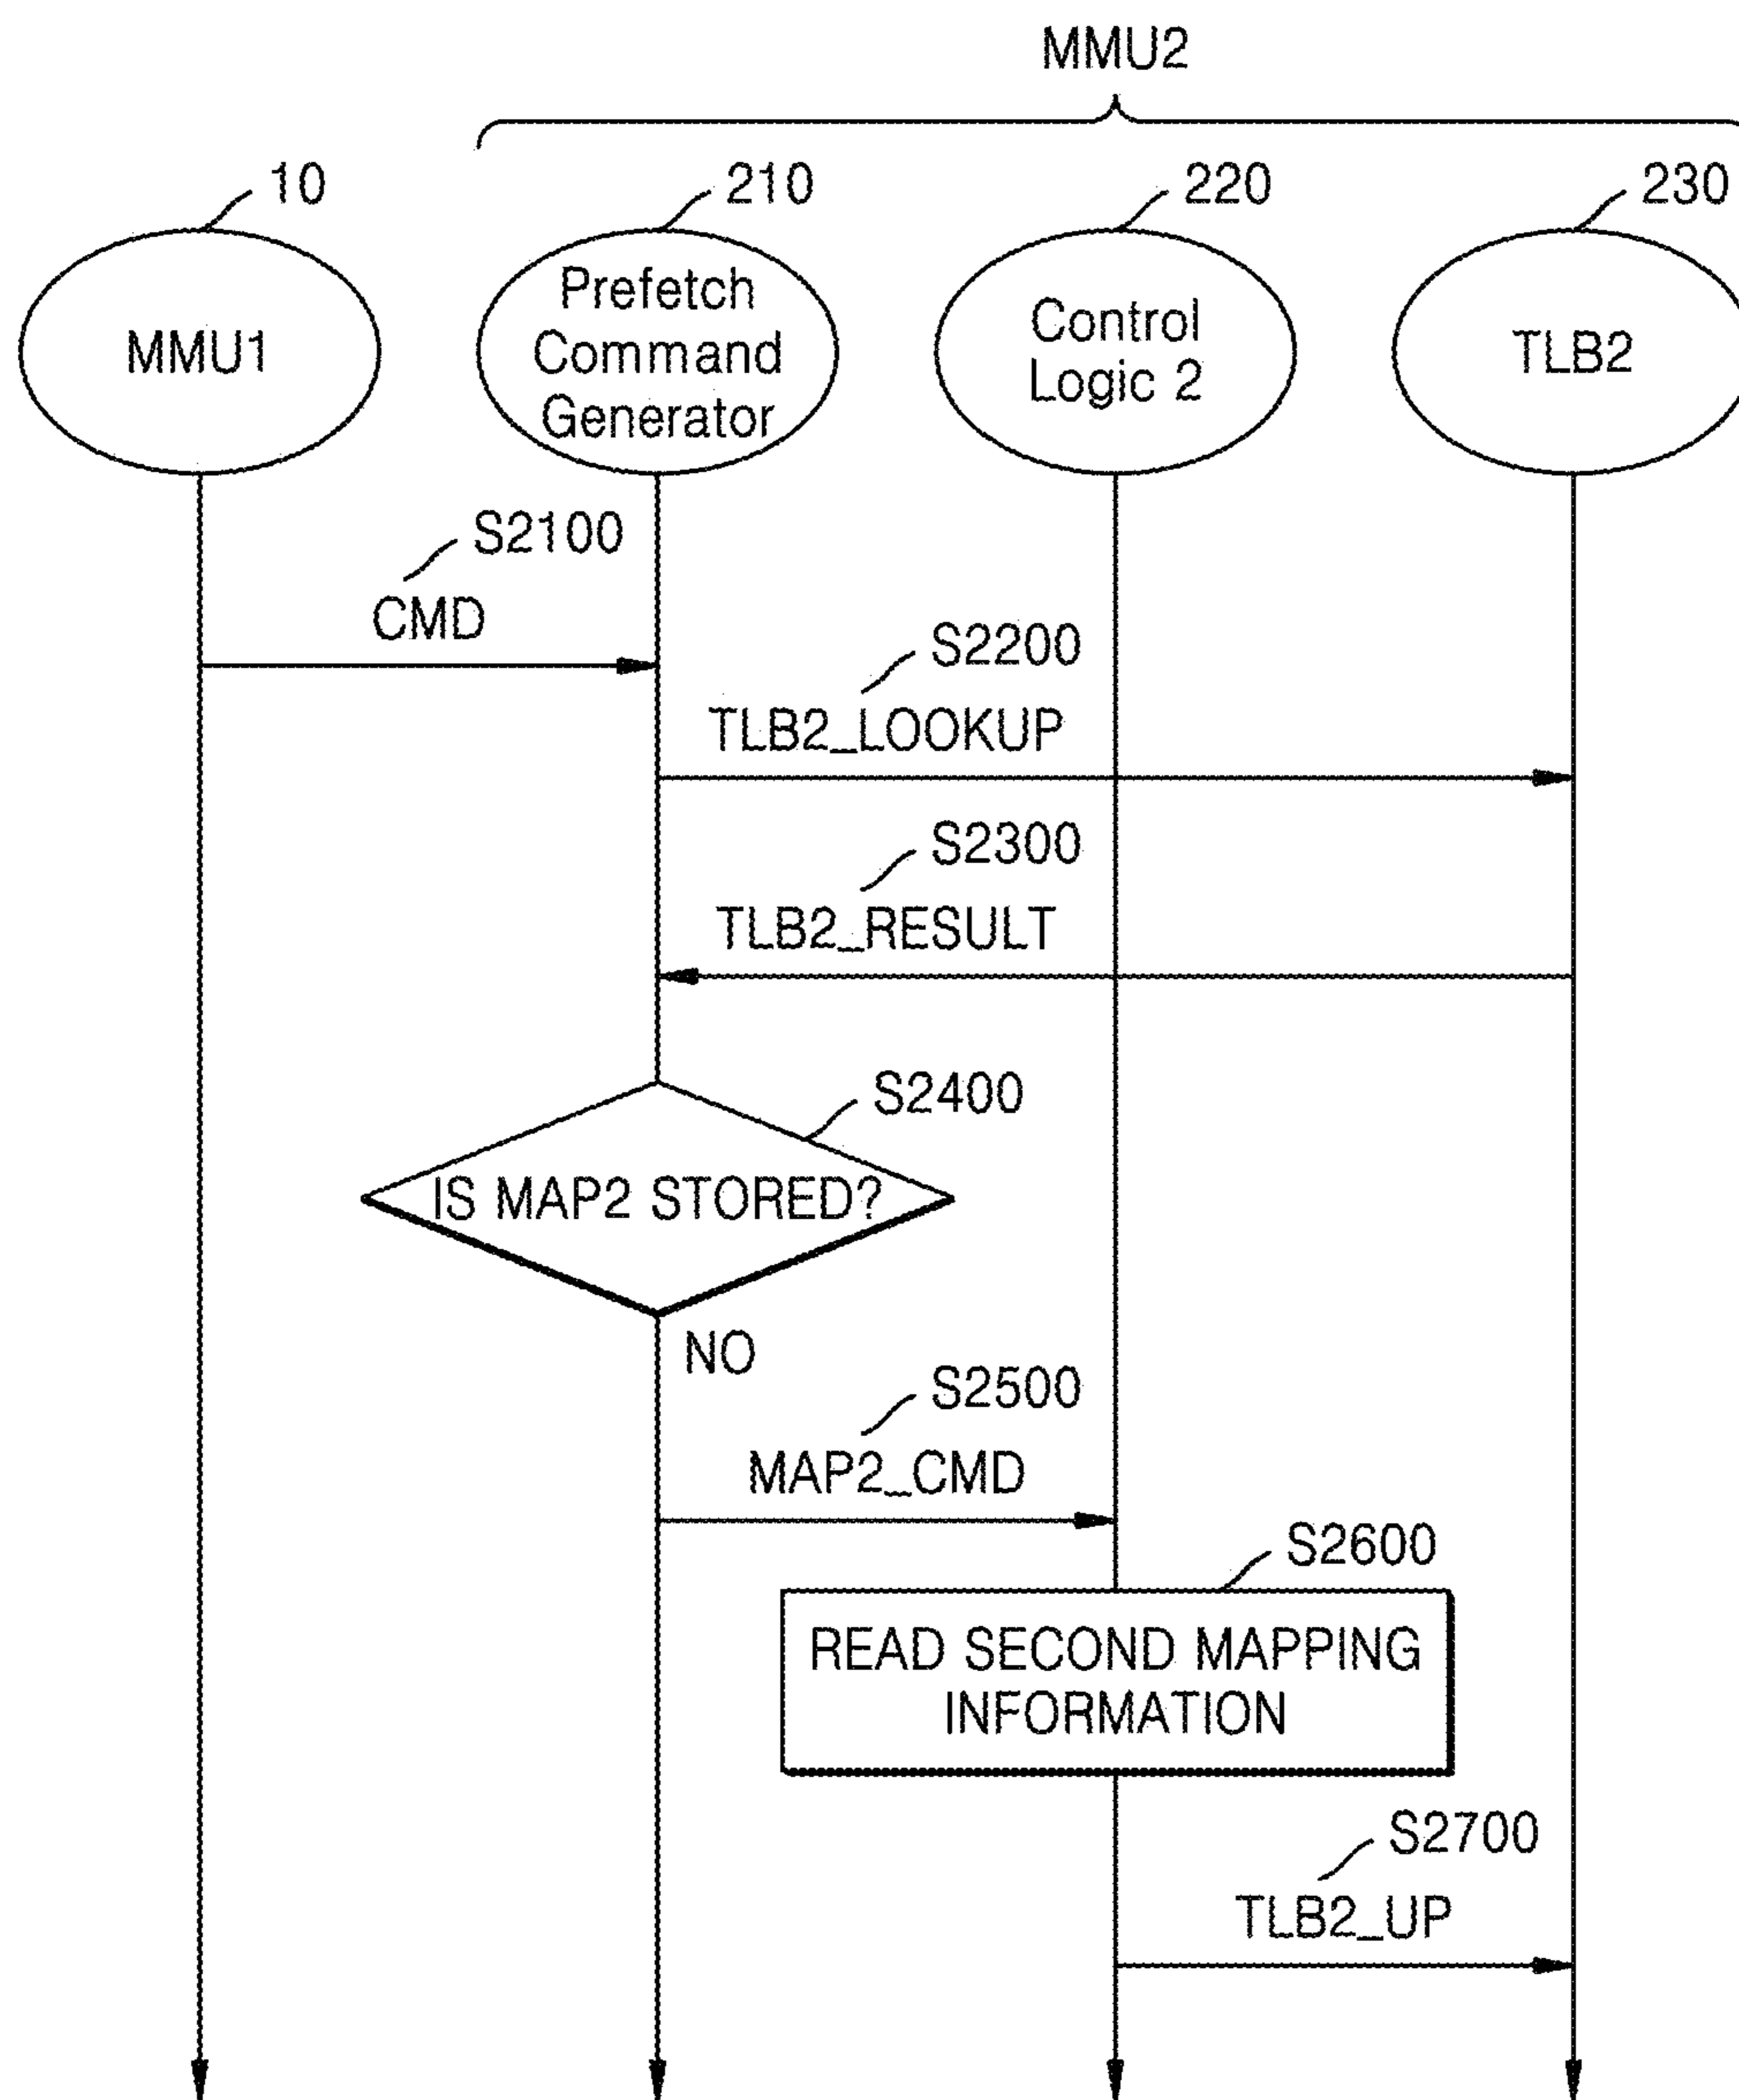 MMU2
10
210
220
230
MMU1
Prefetch
Command
Generator
Control
Logic 2
TLB2
S2100
CMD
S2200
TLB2_LOOKUP
S2300
TLB2_RESULT
S2400
IS MAP2 STORED?
NO
S2500
MAP2_CMD
S2600
READ SECOND MAPPING
INFORMATION
S2700
TLB2_UP